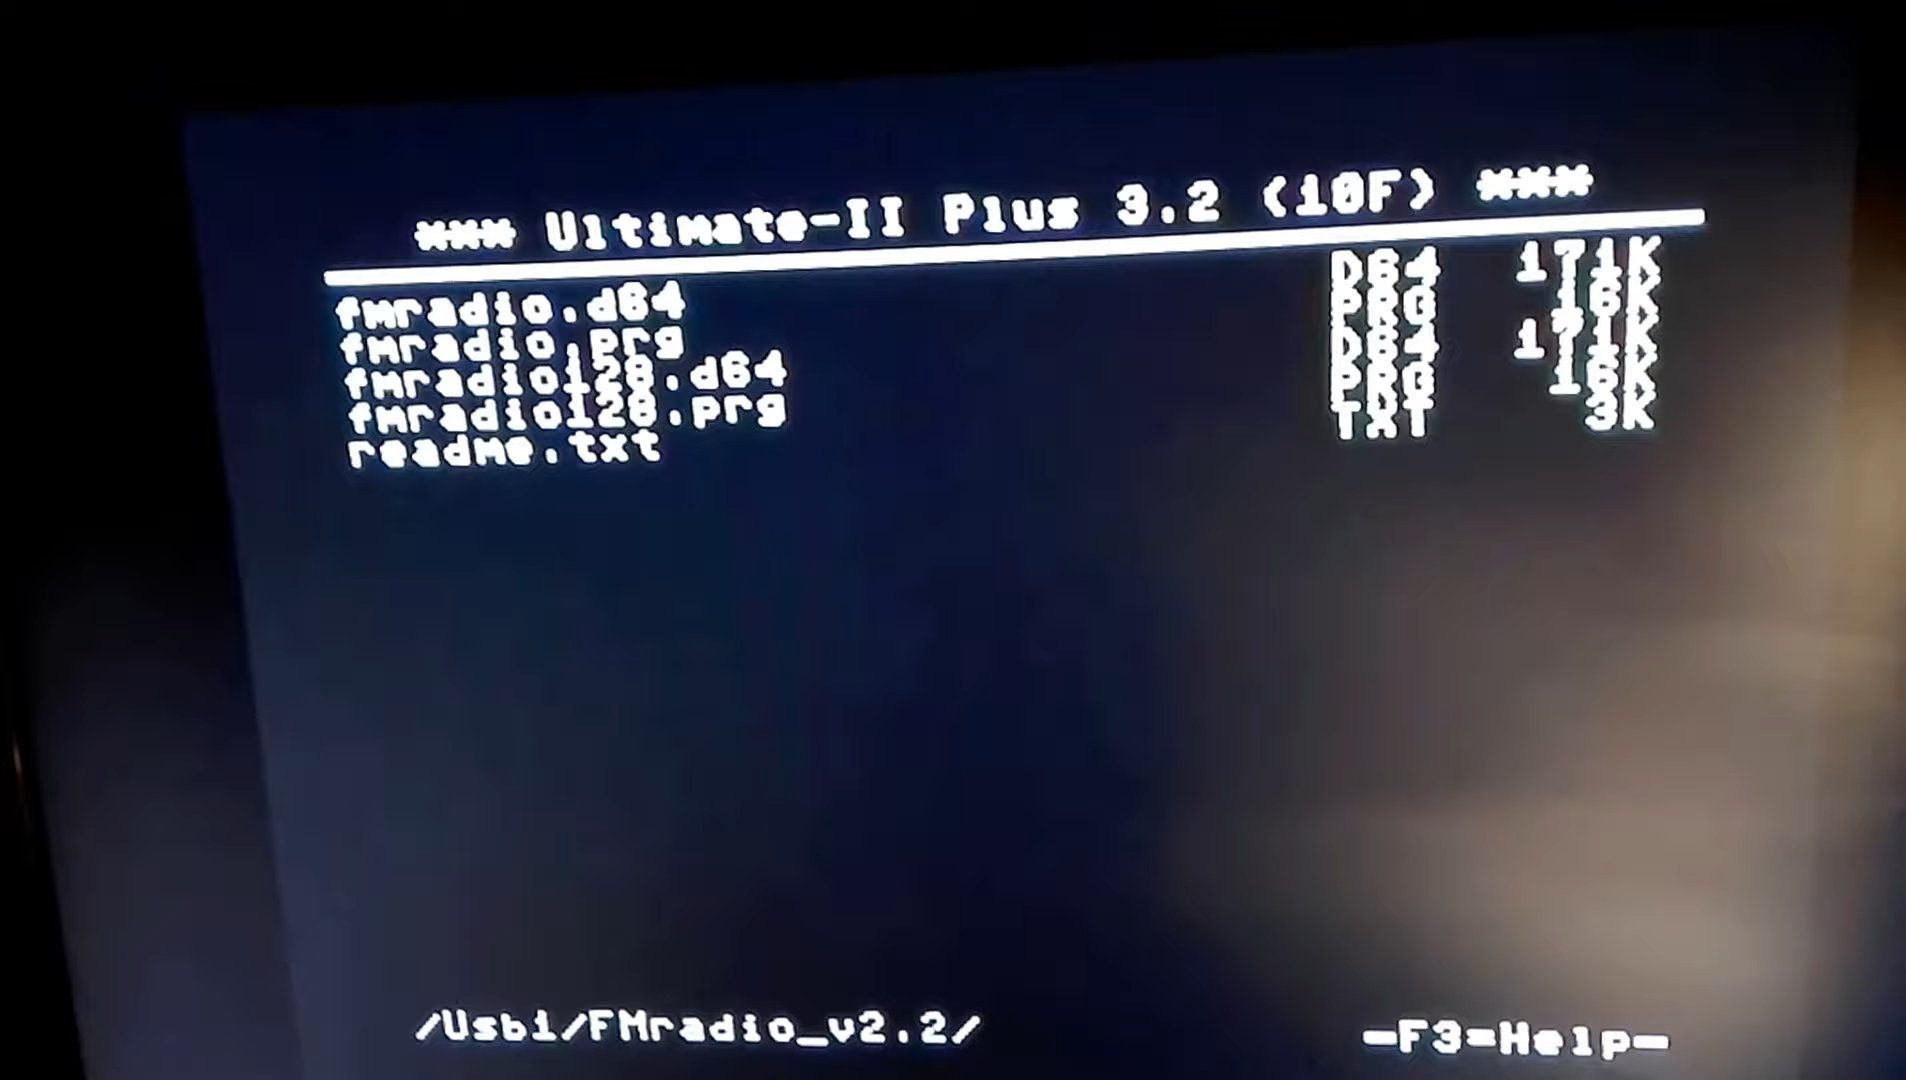 *** Ultimate-II Plus 3.2 (10F) ***
fmradio.d64 D64 171K
fmradio.prg PRG 16K
fmradio128.d64 D64 171K
fmradio128.prg PRG 16K
readme.txt TXT 3K
/Usb1/FMradio_v2.2/ -F3=Help-